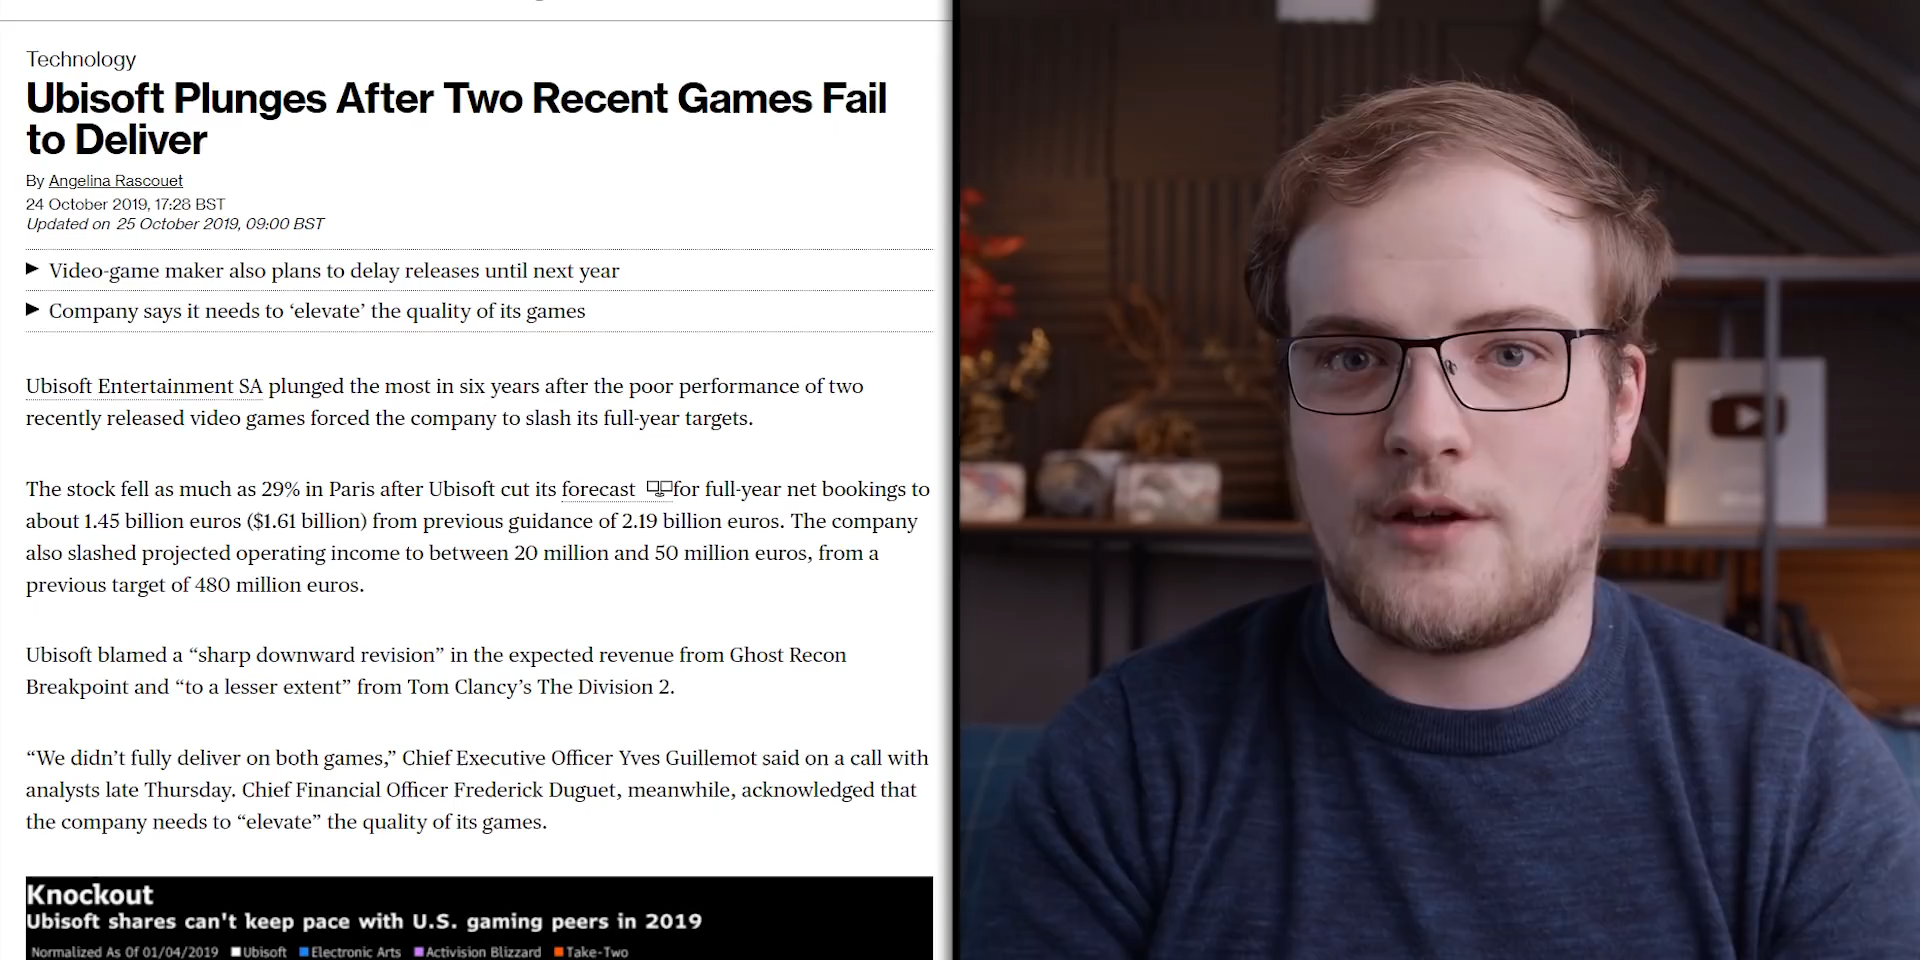 Technology
Ubisoft Plunges After Two Recent Games Fail
to Deliver
By Angelina Rascouet
24 October 2019, 17:28 BST
Updated on 25 October 2019, 09:00 BST
Video-game maker also plans to delay releases until next year
Company says it needs to ‘elevate’ the quality of its games
Ubisoft Entertainment SA plunged the most in six years after the poor performance of two
recently released video games forced the company to slash its full-year targets.
The stock fell as much as 29% in Paris after Ubisoft cut its forecast for full-year net bookings to
about 1.45 billion euros ($1.61 billion) from previous guidance of 2.19 billion euros. The company
also slashed projected operating income to between 20 million and 50 million euros, from a
previous target of 480 million euros.
Ubisoft blamed a “sharp downward revision” in the expected revenue from Ghost Recon
Breakpoint and “to a lesser extent” from Tom Clancy’s The Division 2.
“We didn’t fully deliver on both games,” Chief Executive Officer Yves Guillemot said on a call with
analysts late Thursday. Chief Financial Officer Frederick Duguet, meanwhile, acknowledged that
the company needs to “elevate” the quality of its games.
Knockout
Ubisoft shares can't keep pace with U.S. gaming peers in 2019
Normalized As Of 01/04/2019 Ubisoft Electronic Arts Activision Blizzard Take-Two